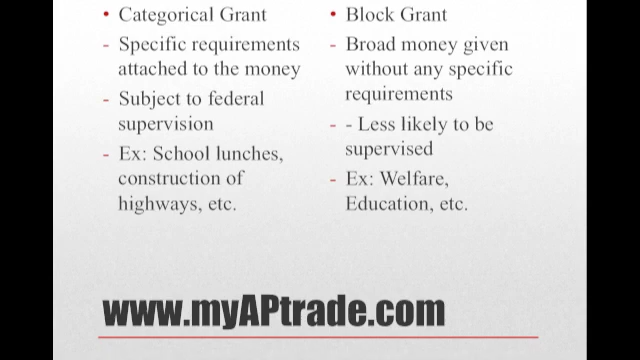 • Categorical Grant
- Specific requirements
attached to the money
- Subject to federal
supervision
- Ex: School lunches,
construction of
highways, etc.
• Block Grant
- Broad money given
without any specific
requirements
- - Less likely to be
supervised
- Ex: Welfare,
Education, etc.
www.myAPtrade.com